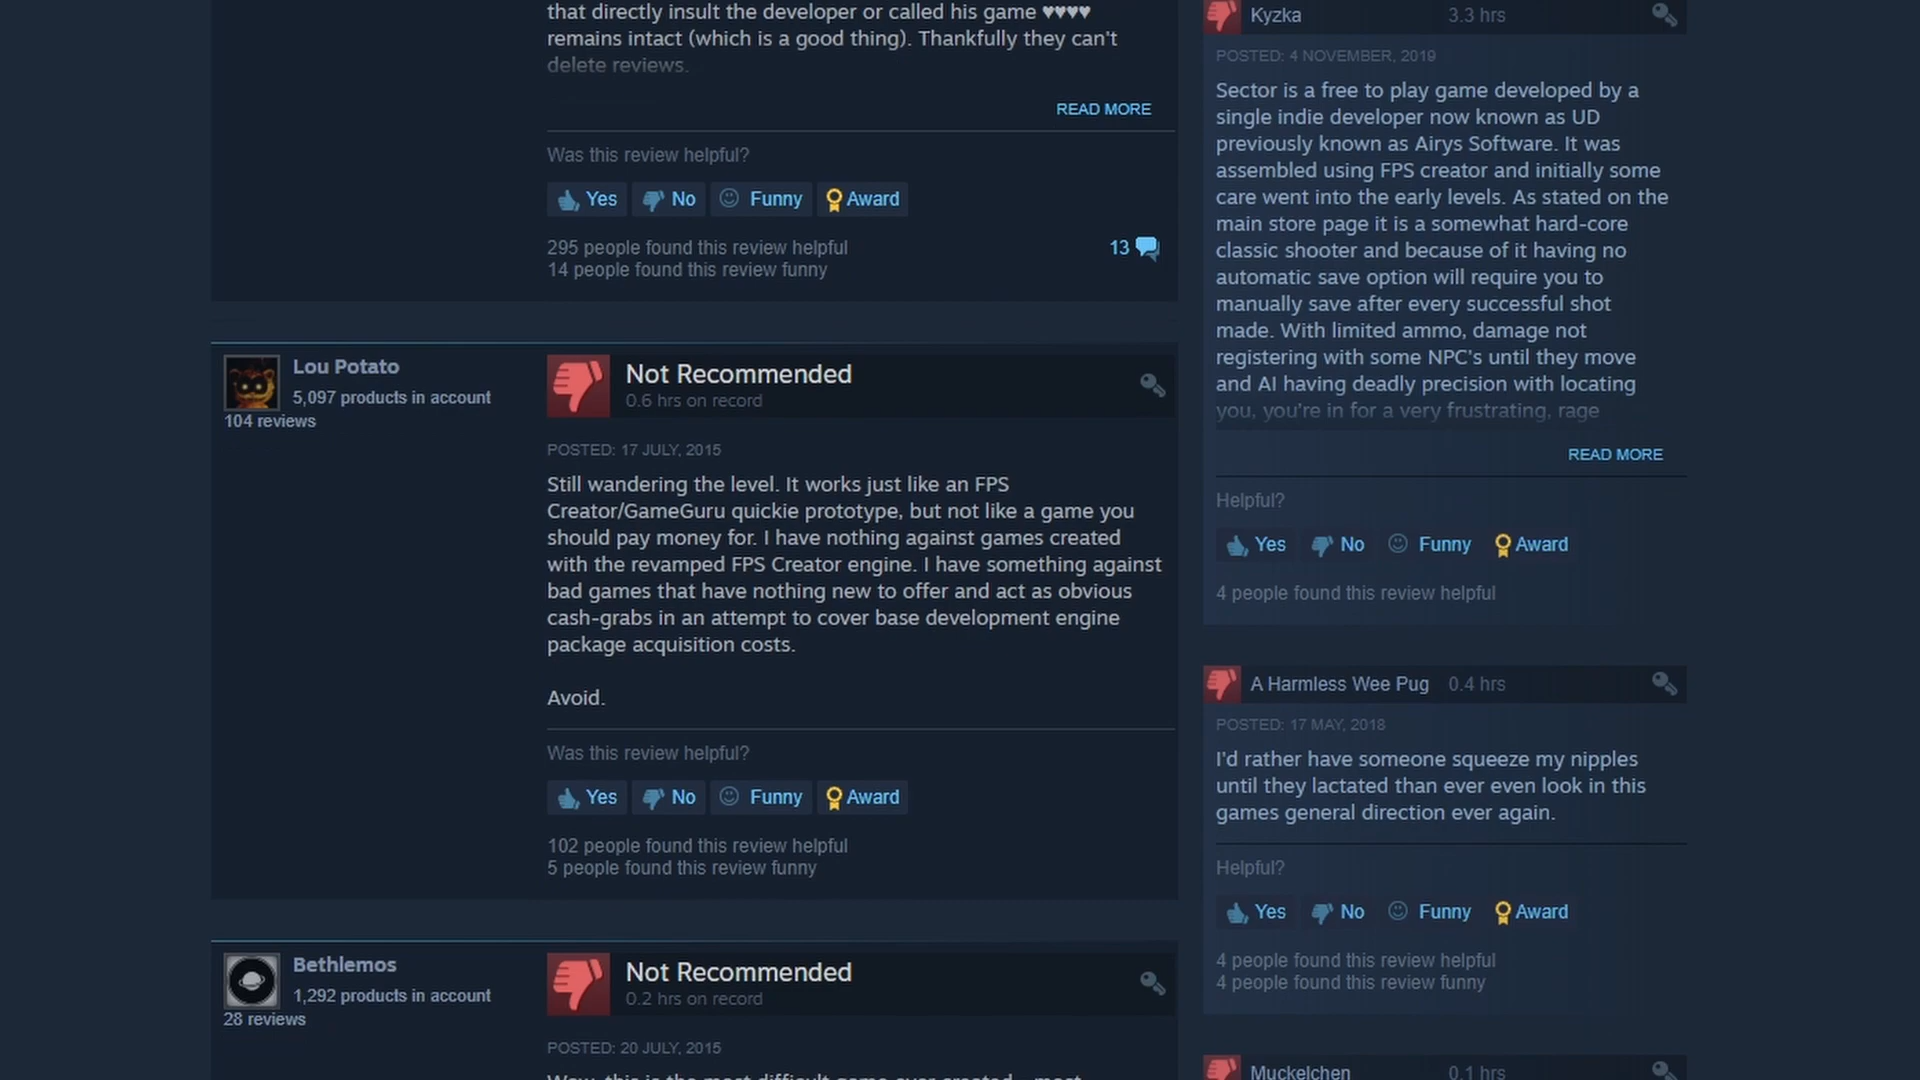 that directly insult the developer or called his game ♥♥♥♥
remains intact (which is a good thing). Thankfully they can't
delete reviews.
READ MORE
Was this review helpful?
Yes No Funny Award
295 people found this review helpful
14 people found this review funny
13
Lou Potato
5,097 products in account
104 reviews
Not Recommended
0.6 hrs on record
POSTED: 17 JULY, 2015
Still wandering the level. It works just like an FPS
Creator/GameGuru quickie prototype, but not like a game you
should pay money for. I have nothing against games created
with the revamped FPS Creator engine. I have something against
bad games that have nothing new to offer and act as obvious
cash-grabs in an attempt to cover base development engine
package acquisition costs.
Avoid.
Was this review helpful?
Yes No Funny Award
102 people found this review helpful
5 people found this review funny
Bethlemos
1,292 products in account
28 reviews
Not Recommended
0.2 hrs on record
POSTED: 20 JULY, 2015
Wow, this is the most difficult game ever created... most
Kyzka 3.3 hrs
POSTED: 4 NOVEMBER, 2019
Sector is a free to play game developed by a
single indie developer now known as UD
previously known as Airys Software. It was
assembled using FPS creator and initially some
care went into the early levels. As stated on the
main store page it is a somewhat hard-core
classic shooter and because of it having no
automatic save option will require you to
manually save after every successful shot
made. With limited ammo, damage not
registering with some NPC's until they move
and AI having deadly precision with locating
you, you're in for a very frustrating, rage
READ MORE
Helpful?
Yes No Funny Award
4 people found this review helpful
A Harmless Wee Pug 0.4 hrs
POSTED: 17 MAY, 2018
I'd rather have someone squeeze my nipples
until they lactated than ever even look in this
games general direction ever again.
Helpful?
Yes No Funny Award
4 people found this review helpful
4 people found this review funny
Muckelchen 0.1 hrs